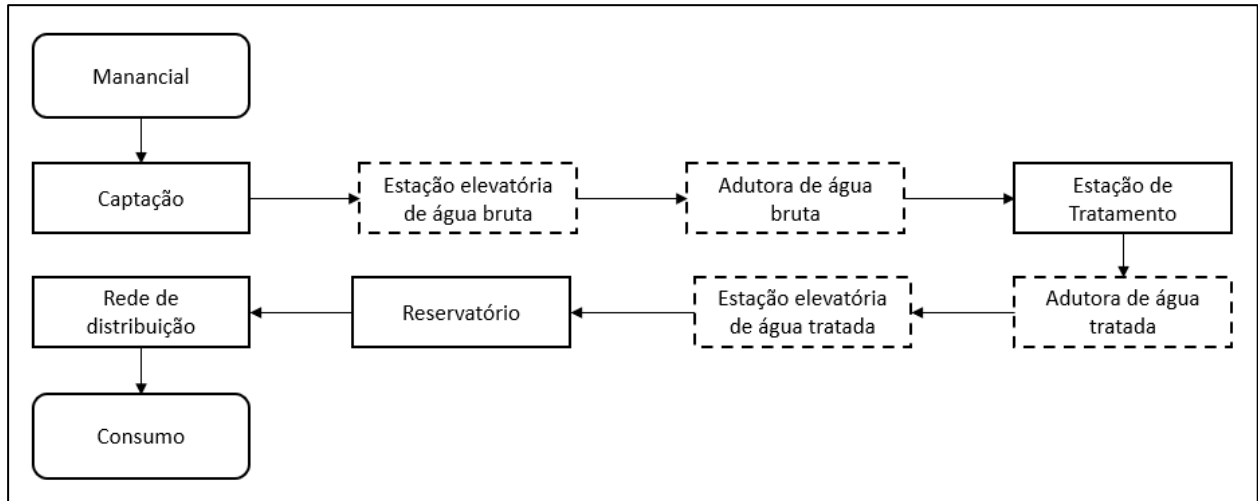 Manancial
Captação
Estação elevatória
de água bruta
Adutora de água
bruta
Estação de
Tratamento
Adutora de água
tratada
Estação elevatória
de água tratada
Reservatório
Rede de
distribuição
Consumo